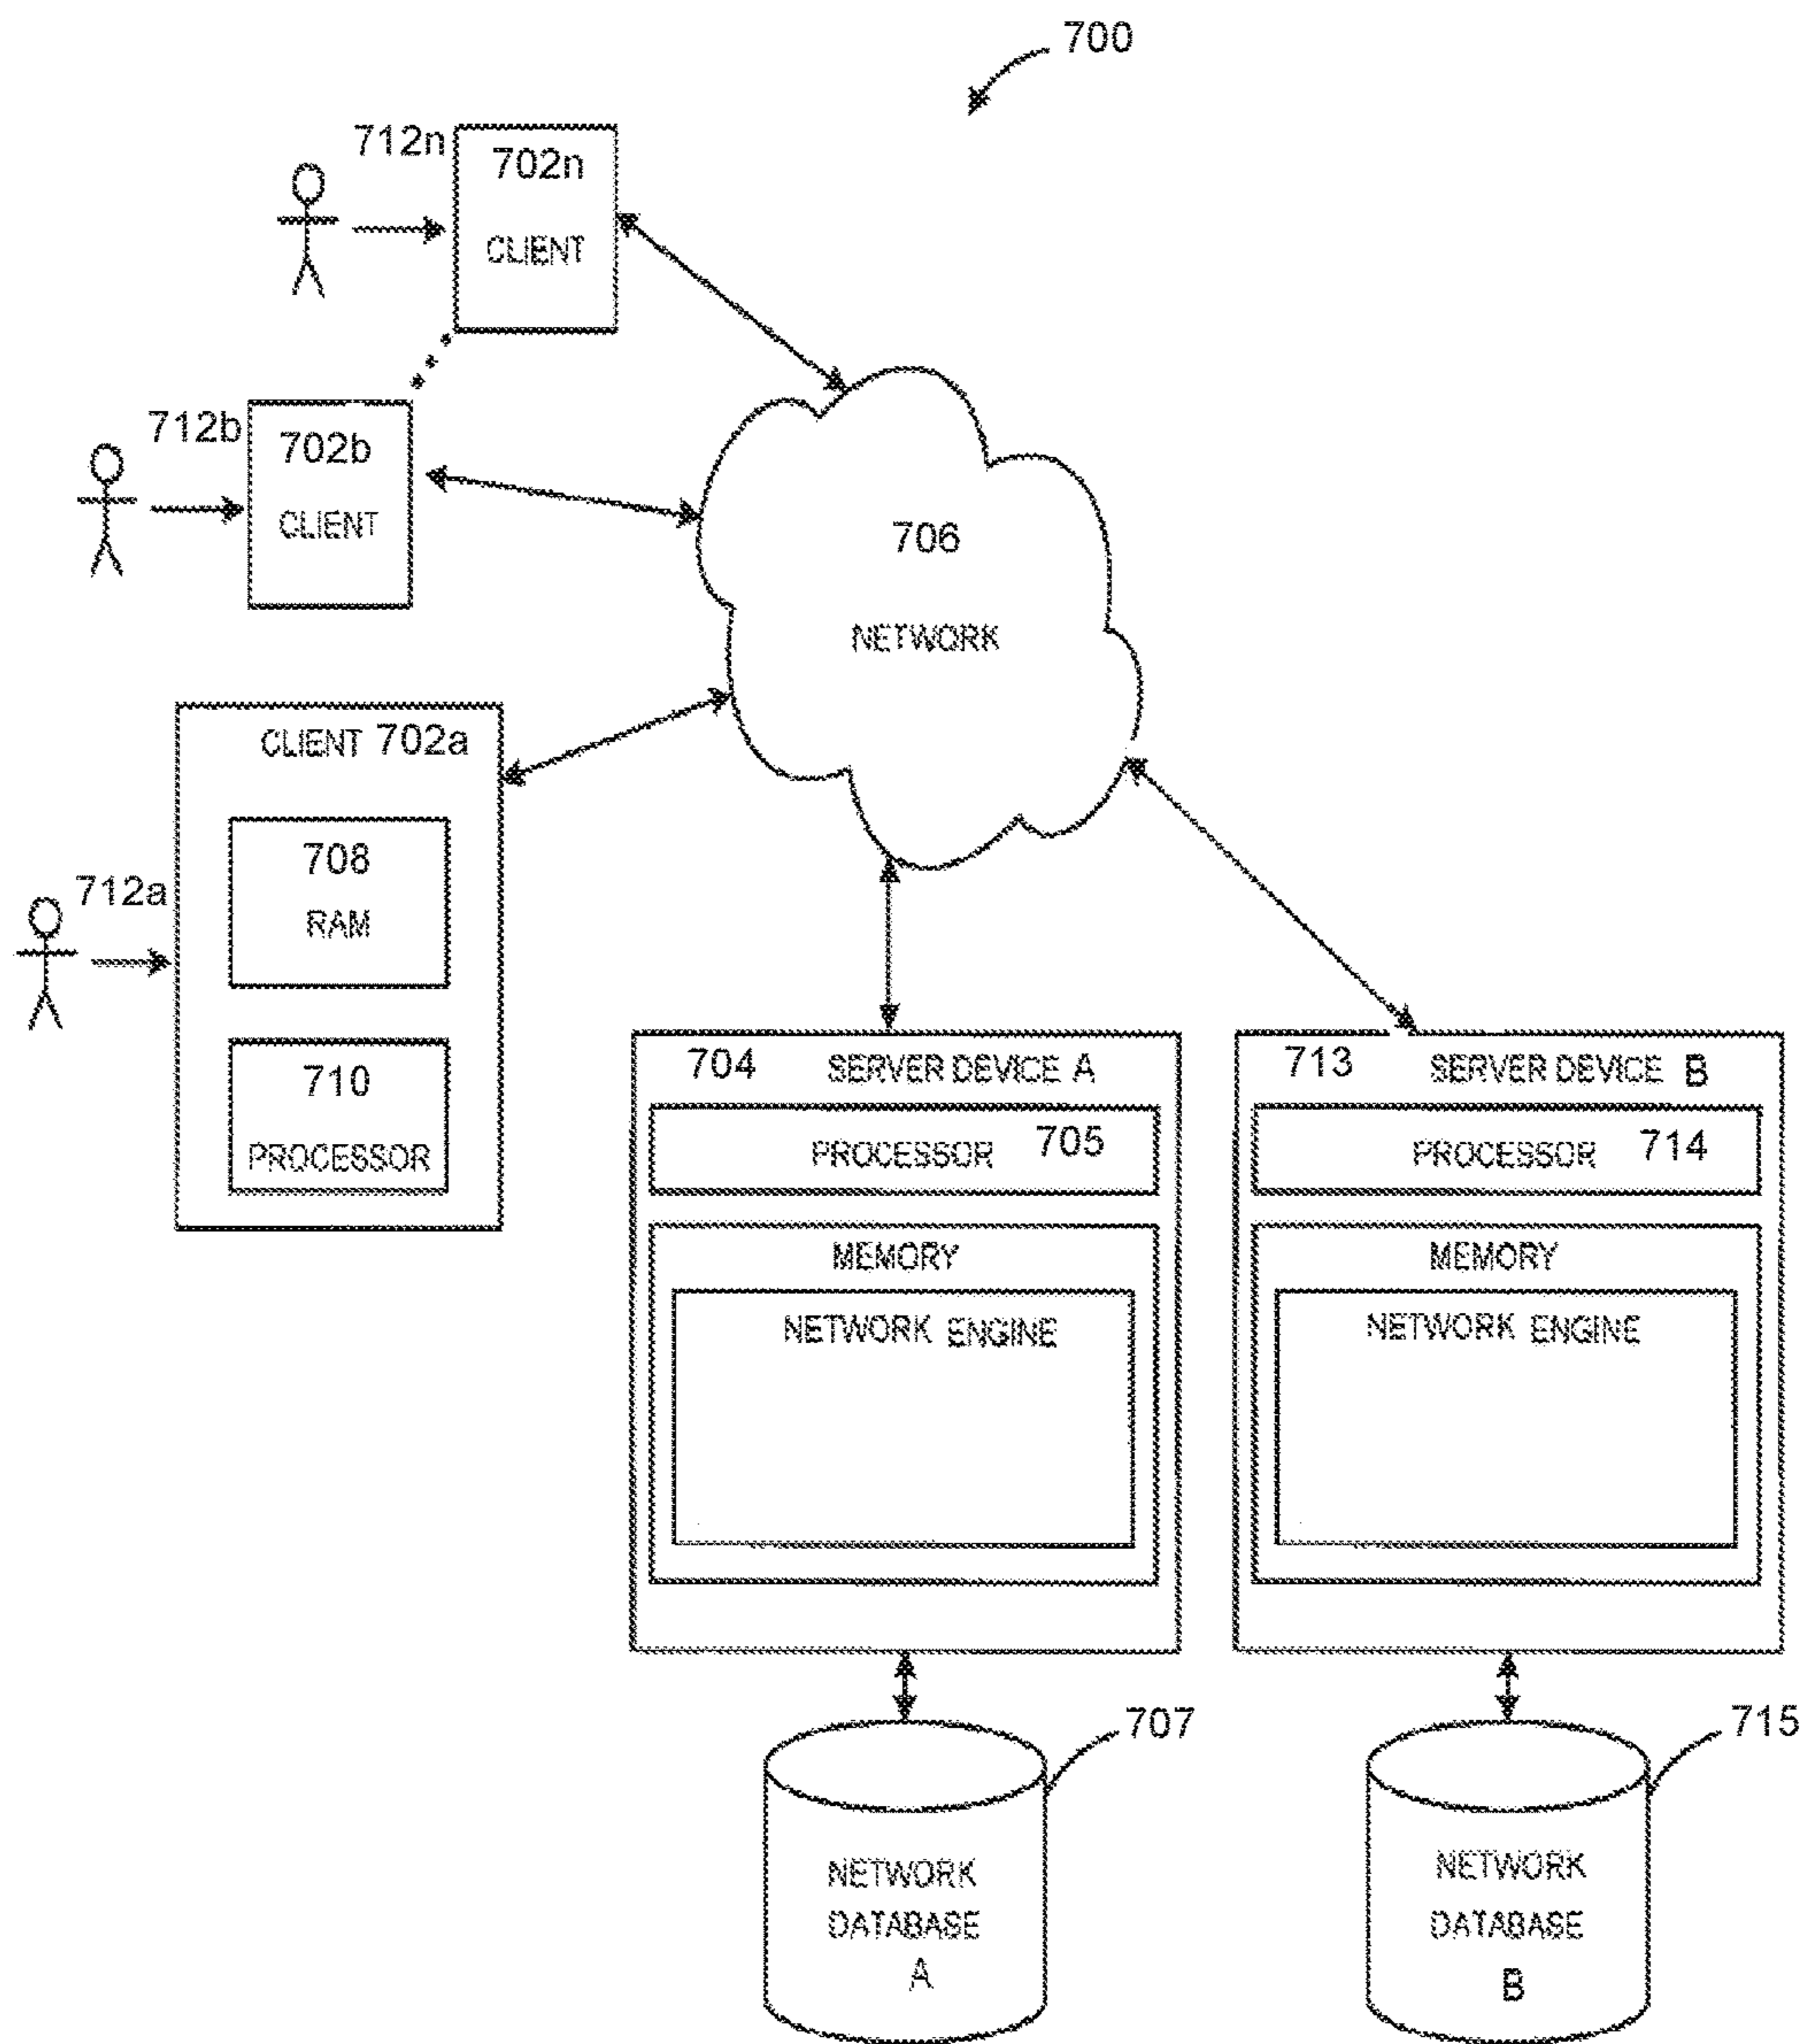 700
712n
702n
CLIENT
712b
702b
CLIENT
706
NETWORK
CLIENT 702a
708
RAM
712a
710
PROCESSOR
704 SERVER DEVICE A
PROCESSOR 705
MEMORY
NETWORK ENGINE
713 SERVER DEVICE B
PROCESSOR 714
MEMORY
NETWORK ENGINE
707
NETWORK
DATABASE
A
715
NETWORK
DATABASE
B